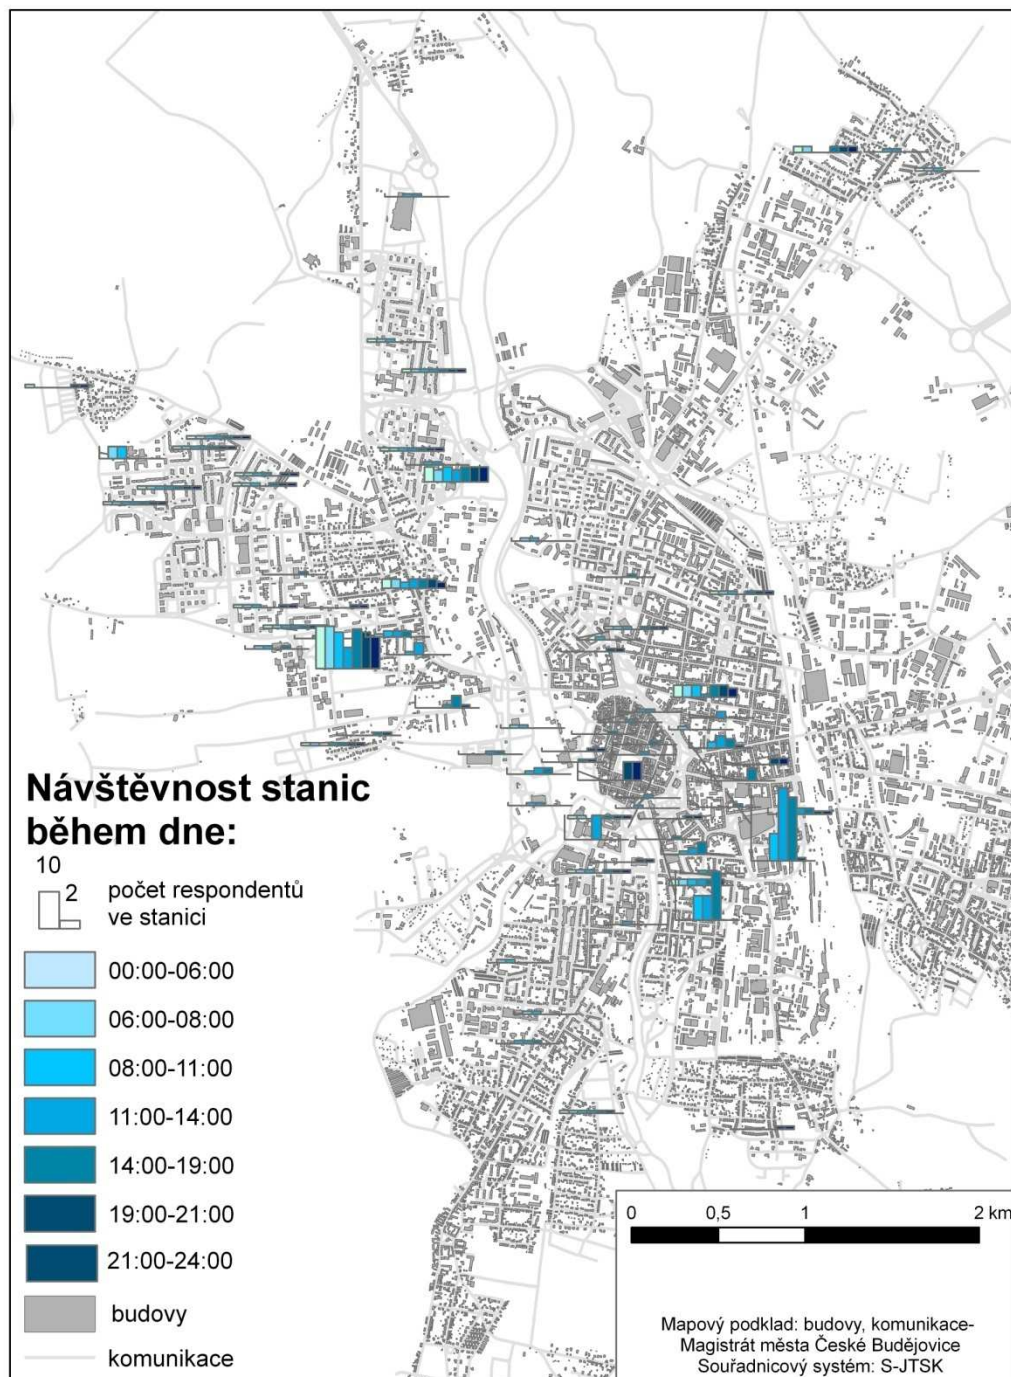 Návštěvnost stanic
během dne:
10
2
počet respondentů
ve stanici
00:00-06:00
06:00-08:00
08:00-11:00
11:00-14:00
14:00-19:00
19:00-21:00
21:00-24:00
budovy
komunikace
0 0,5 1 2 km
Mapový podklad: budovy, komunikace-
Magistrát města České Budějovice
Souřadnicový systém: S-JTSK